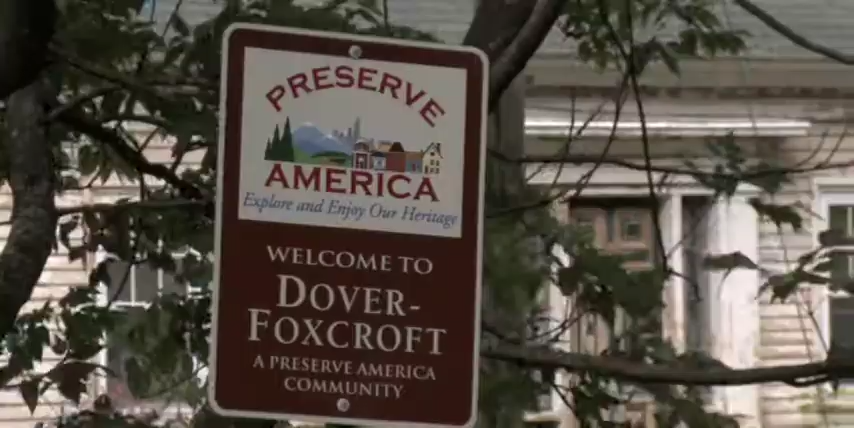 PRESERVE
AMERICA
Explore and Enjoy Our Heritage
WELCOME TO
DOVER-
FOXCROFT
A PRESERVE AMERICA
COMMUNITY